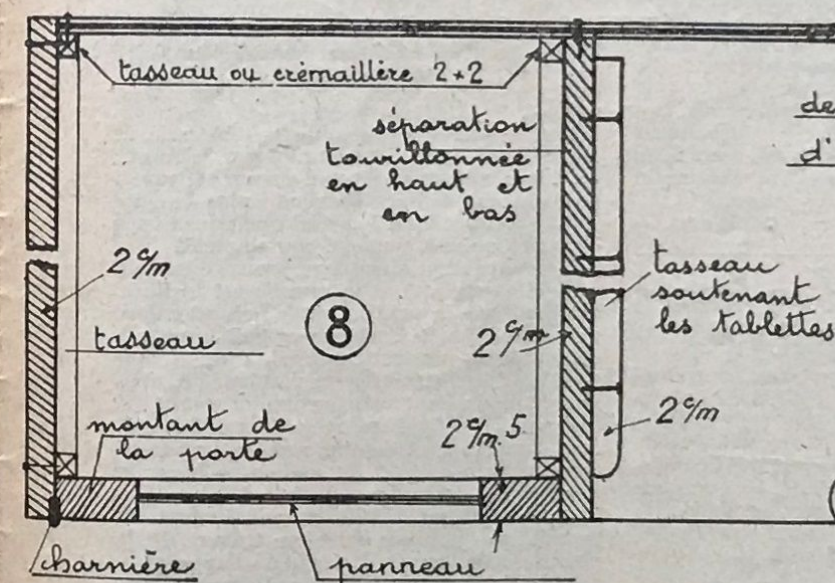 tasseau ou crémaillère 2×2
séparation
tourillonnée
en haut et
en bas
de
d'
2 c/m
tasseau
soutenant
les tablettes
8
tasseau
2 c/m
2 c/m
montant de
la porte
2 c/m.5
charnière
panneau